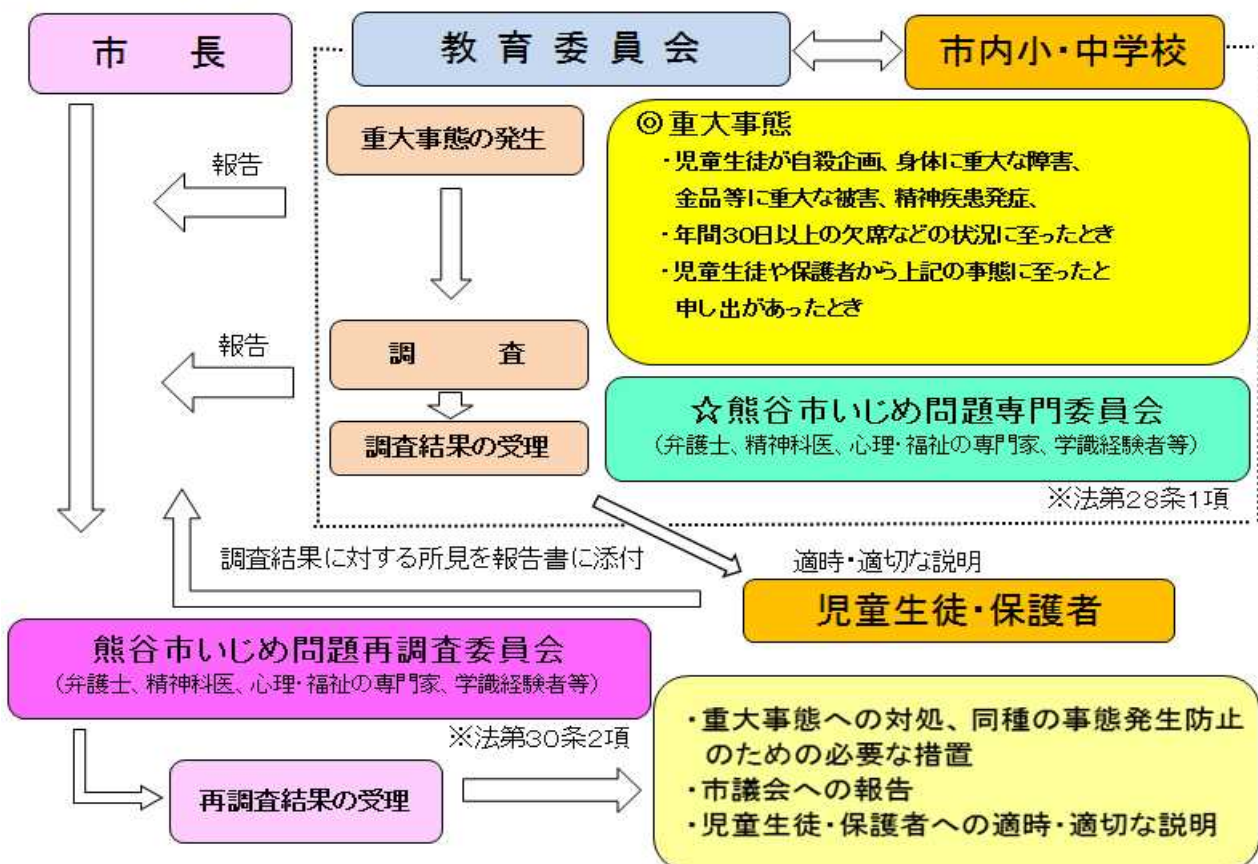 市　長
教育委員会
市内小・中学校
重大事態の発生
◎重大事態
・児童生徒が自殺企画、身体に重大な障害、
金品等に重大な被害、精神疾患発症、
・年間30日以上の欠席などの状況に至ったとき
・児童生徒や保護者から上記の事態に至ったと
申し出があったとき
報告
報告
調　査
調査結果の受理
☆熊谷市いじめ問題専門委員会
(弁護士、精神科医、心理・福祉の専門家、学識経験者等)
※法第28条1項
調査結果に対する所見を報告書に添付
適時・適切な説明
児童生徒・保護者
熊谷市いじめ問題再調査委員会
(弁護士、精神科医、心理・福祉の専門家、学識経験者等)
※法第30条2項
再調査結果の受理
・重大事態への対処、同種の事態発生防止
のための必要な措置
・市議会への報告
・児童生徒・保護者への適時・適切な説明